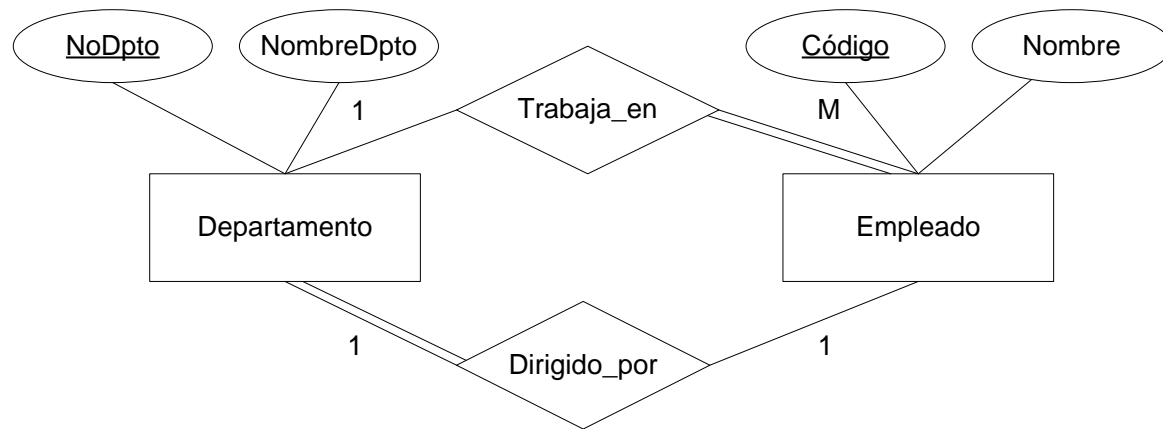 NoDpto
NombreDpto
Código
Nombre
1
Trabaja_en
M
Departamento
Empleado
1
Dirigido_por
1